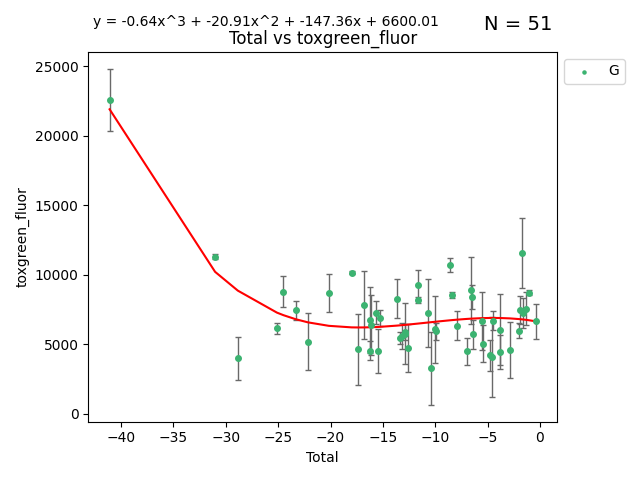 y = -0.64x^3 + -20.91x^2 + -147.36x + 6600.01
N = 51
Total vs toxgreen_fluor
G
25000
20000
15000
10000
5000
0
toxgreen_fluor
−40 −35 −30 −25 −20 −15 −10 −5 0
Total